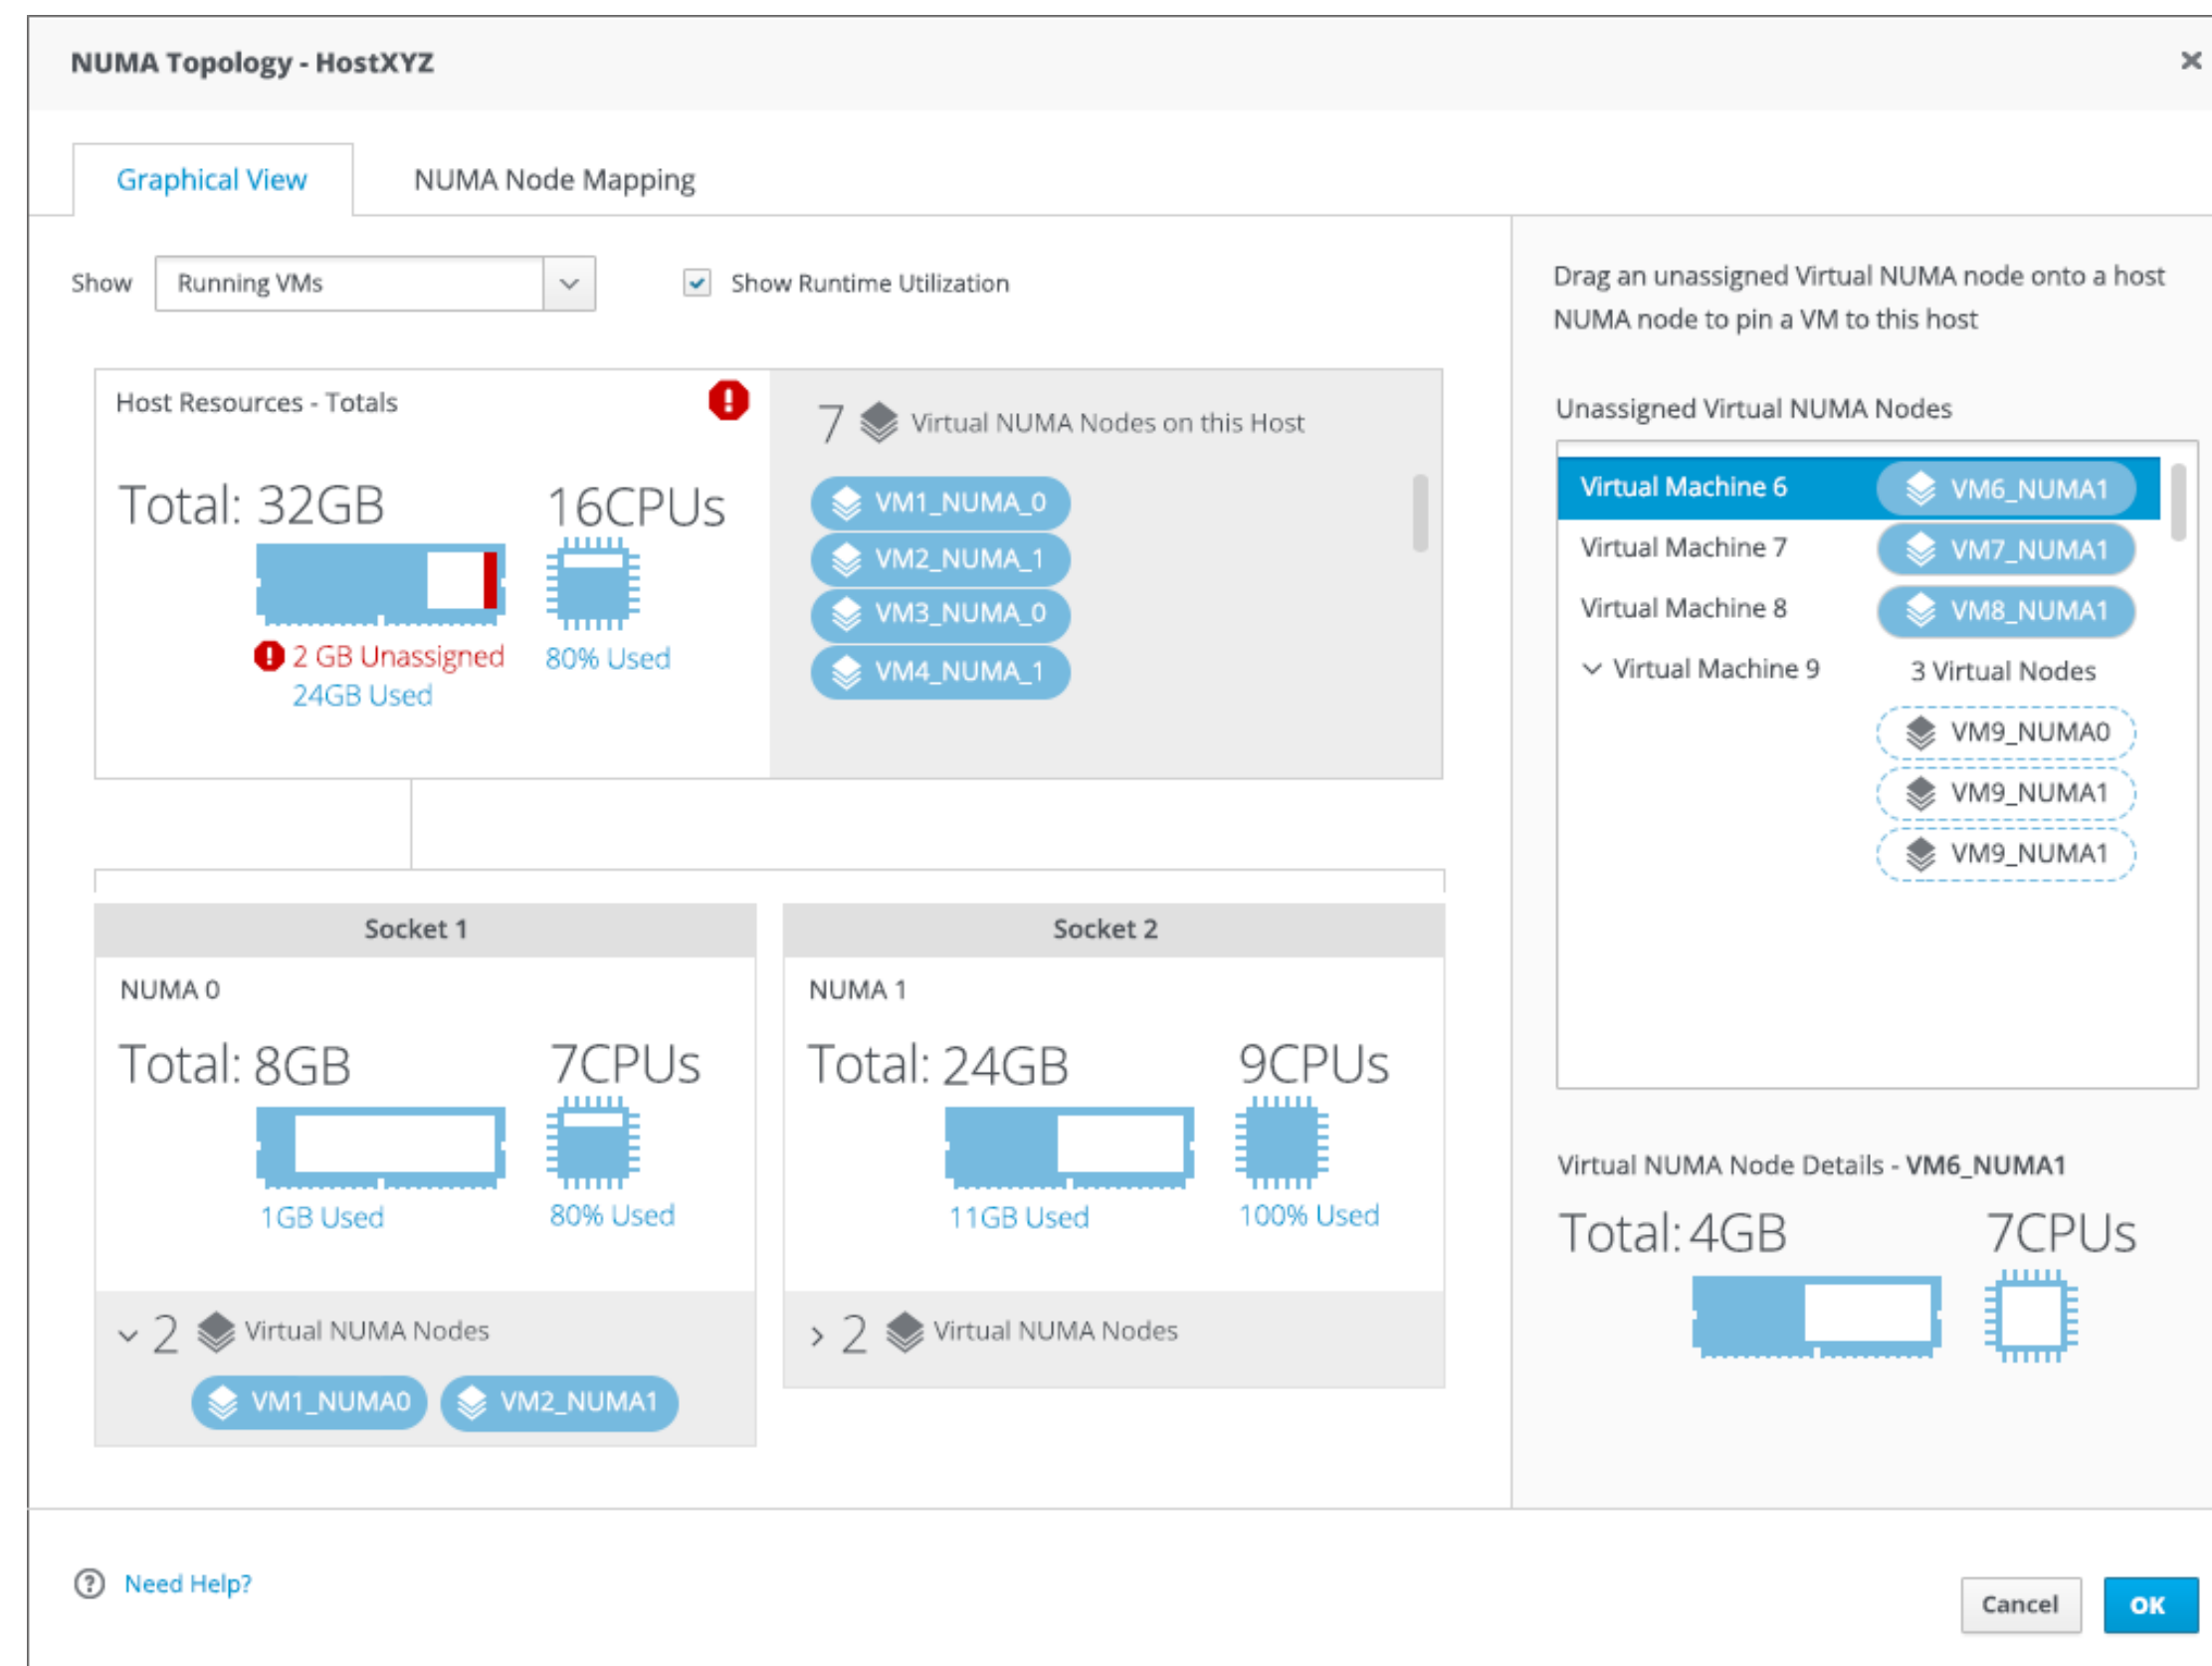 NUMA Topology - HostXYZ
Graphical View
NUMA Node Mapping
Show
Running VMs
Show Runtime Utilization
Host Resources - Totals
Total: 32GB
16CPUs
2 GB Unassigned
24GB Used
80% Used
7 Virtual NUMA Nodes on this Host
VM1_NUMA_0
VM2_NUMA_1
VM3_NUMA_0
VM4_NUMA_1
Socket 1
NUMA 0
Total: 8GB
7CPUs
1GB Used
80% Used
2 Virtual NUMA Nodes
VM1_NUMA0
VM2_NUMA1
Socket 2
NUMA 1
Total: 24GB
9CPUs
11GB Used
100% Used
2 Virtual NUMA Nodes
Drag an unassigned Virtual NUMA node onto a host
NUMA node to pin a VM to this host
Unassigned Virtual NUMA Nodes
Virtual Machine 6 VM6_NUMA1
Virtual Machine 7 VM7_NUMA1
Virtual Machine 8 VM8_NUMA1
Virtual Machine 9 3 Virtual Nodes
VM9_NUMA0
VM9_NUMA1
VM9_NUMA1
Virtual NUMA Node Details - VM6_NUMA1
Total: 4GB
7CPUs
Need Help?
Cancel
OK